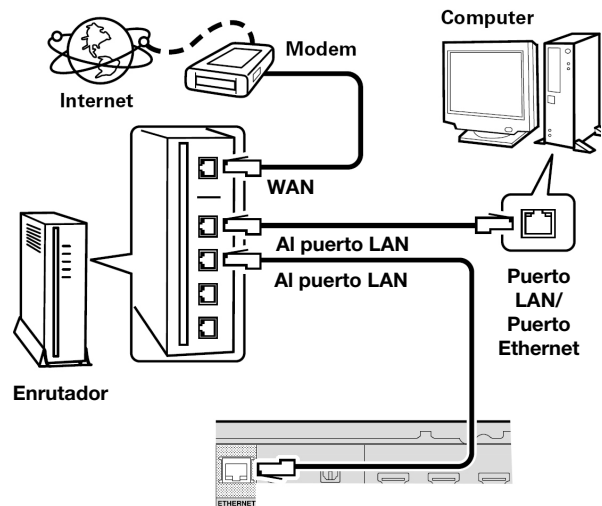 Computer
Modem
Internet
WAN
Al puerto LAN
Al puerto LAN
Puerto
LAN/
Puerto
Ethernet
Enrutador
ETHERNET